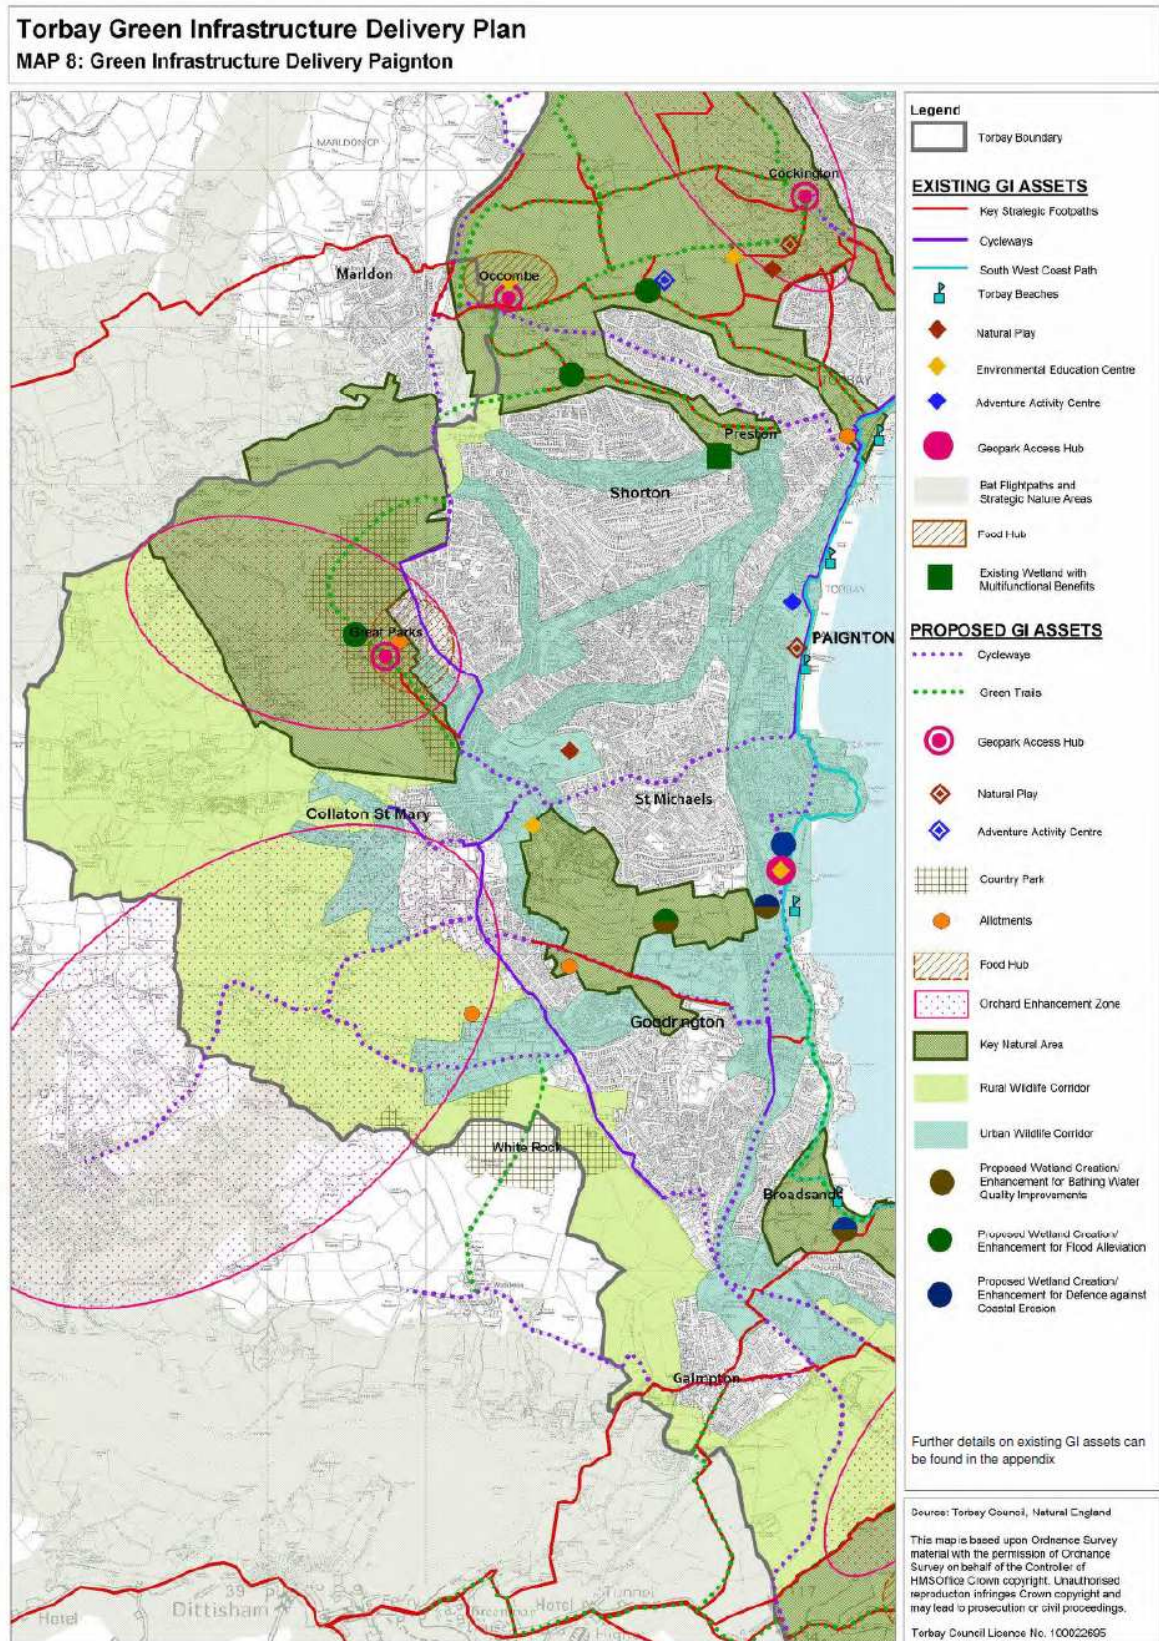 Torbay Green Infrastructure Delivery Plan
MAP 8: Green Infrastructure Delivery Paignton
MARLDON CP
Cockington
Marldon
Occombe
TORBAY
Preston
Shorton
TORBAY
Great Parks
PAIGNTON
St Michaels
Collaton St Mary
Goodrington
White Rock
Broadsands
Galmpton
Hotel
39
Dittisham
Hotel
Tunnel
17
Legend
Torbay Boundary
EXISTING GI ASSETS
Key Strategic Footpaths
Cycleways
South West Coast Path
Torbay Beaches
Natural Play
Environmental Education Centre
Adventure Activity Centre
Geopark Access Hub
Bat Flightpaths and
Strategic Nature Areas
Food Hub
Existing Wetland with
Multifunctional Benefits
PROPOSED GI ASSETS
Cycleways
Green Trails
Geopark Access Hub
Natural Play
Adventure Activity Centre
Country Park
Allotments
Food Hub
Orchard Enhancement Zone
Key Natural Area
Rural Wildlife Corridor
Urban Wildlife Corridor
Proposed Wetland Creation/
Enhancement for Bathing Water
Quality Improvements
Proposed Wetland Creation/
Enhancement for Flood Alleviation
Proposed Wetland Creation/
Enhancement for Defence against
Coastal Erosion
Further details on existing GI assets can
be found in the appendix
Source: Torbay Council, Natural England
This map is based upon Ordnance Survey
material with the permission of Ordnance
Survey on behalf of the Controller of
HMSOffice Crown copyright. Unauthorised
reproduction infringes Crown copyright and
may lead to prosecution or civil proceedings.
Torbay Council Licence No. 100022695